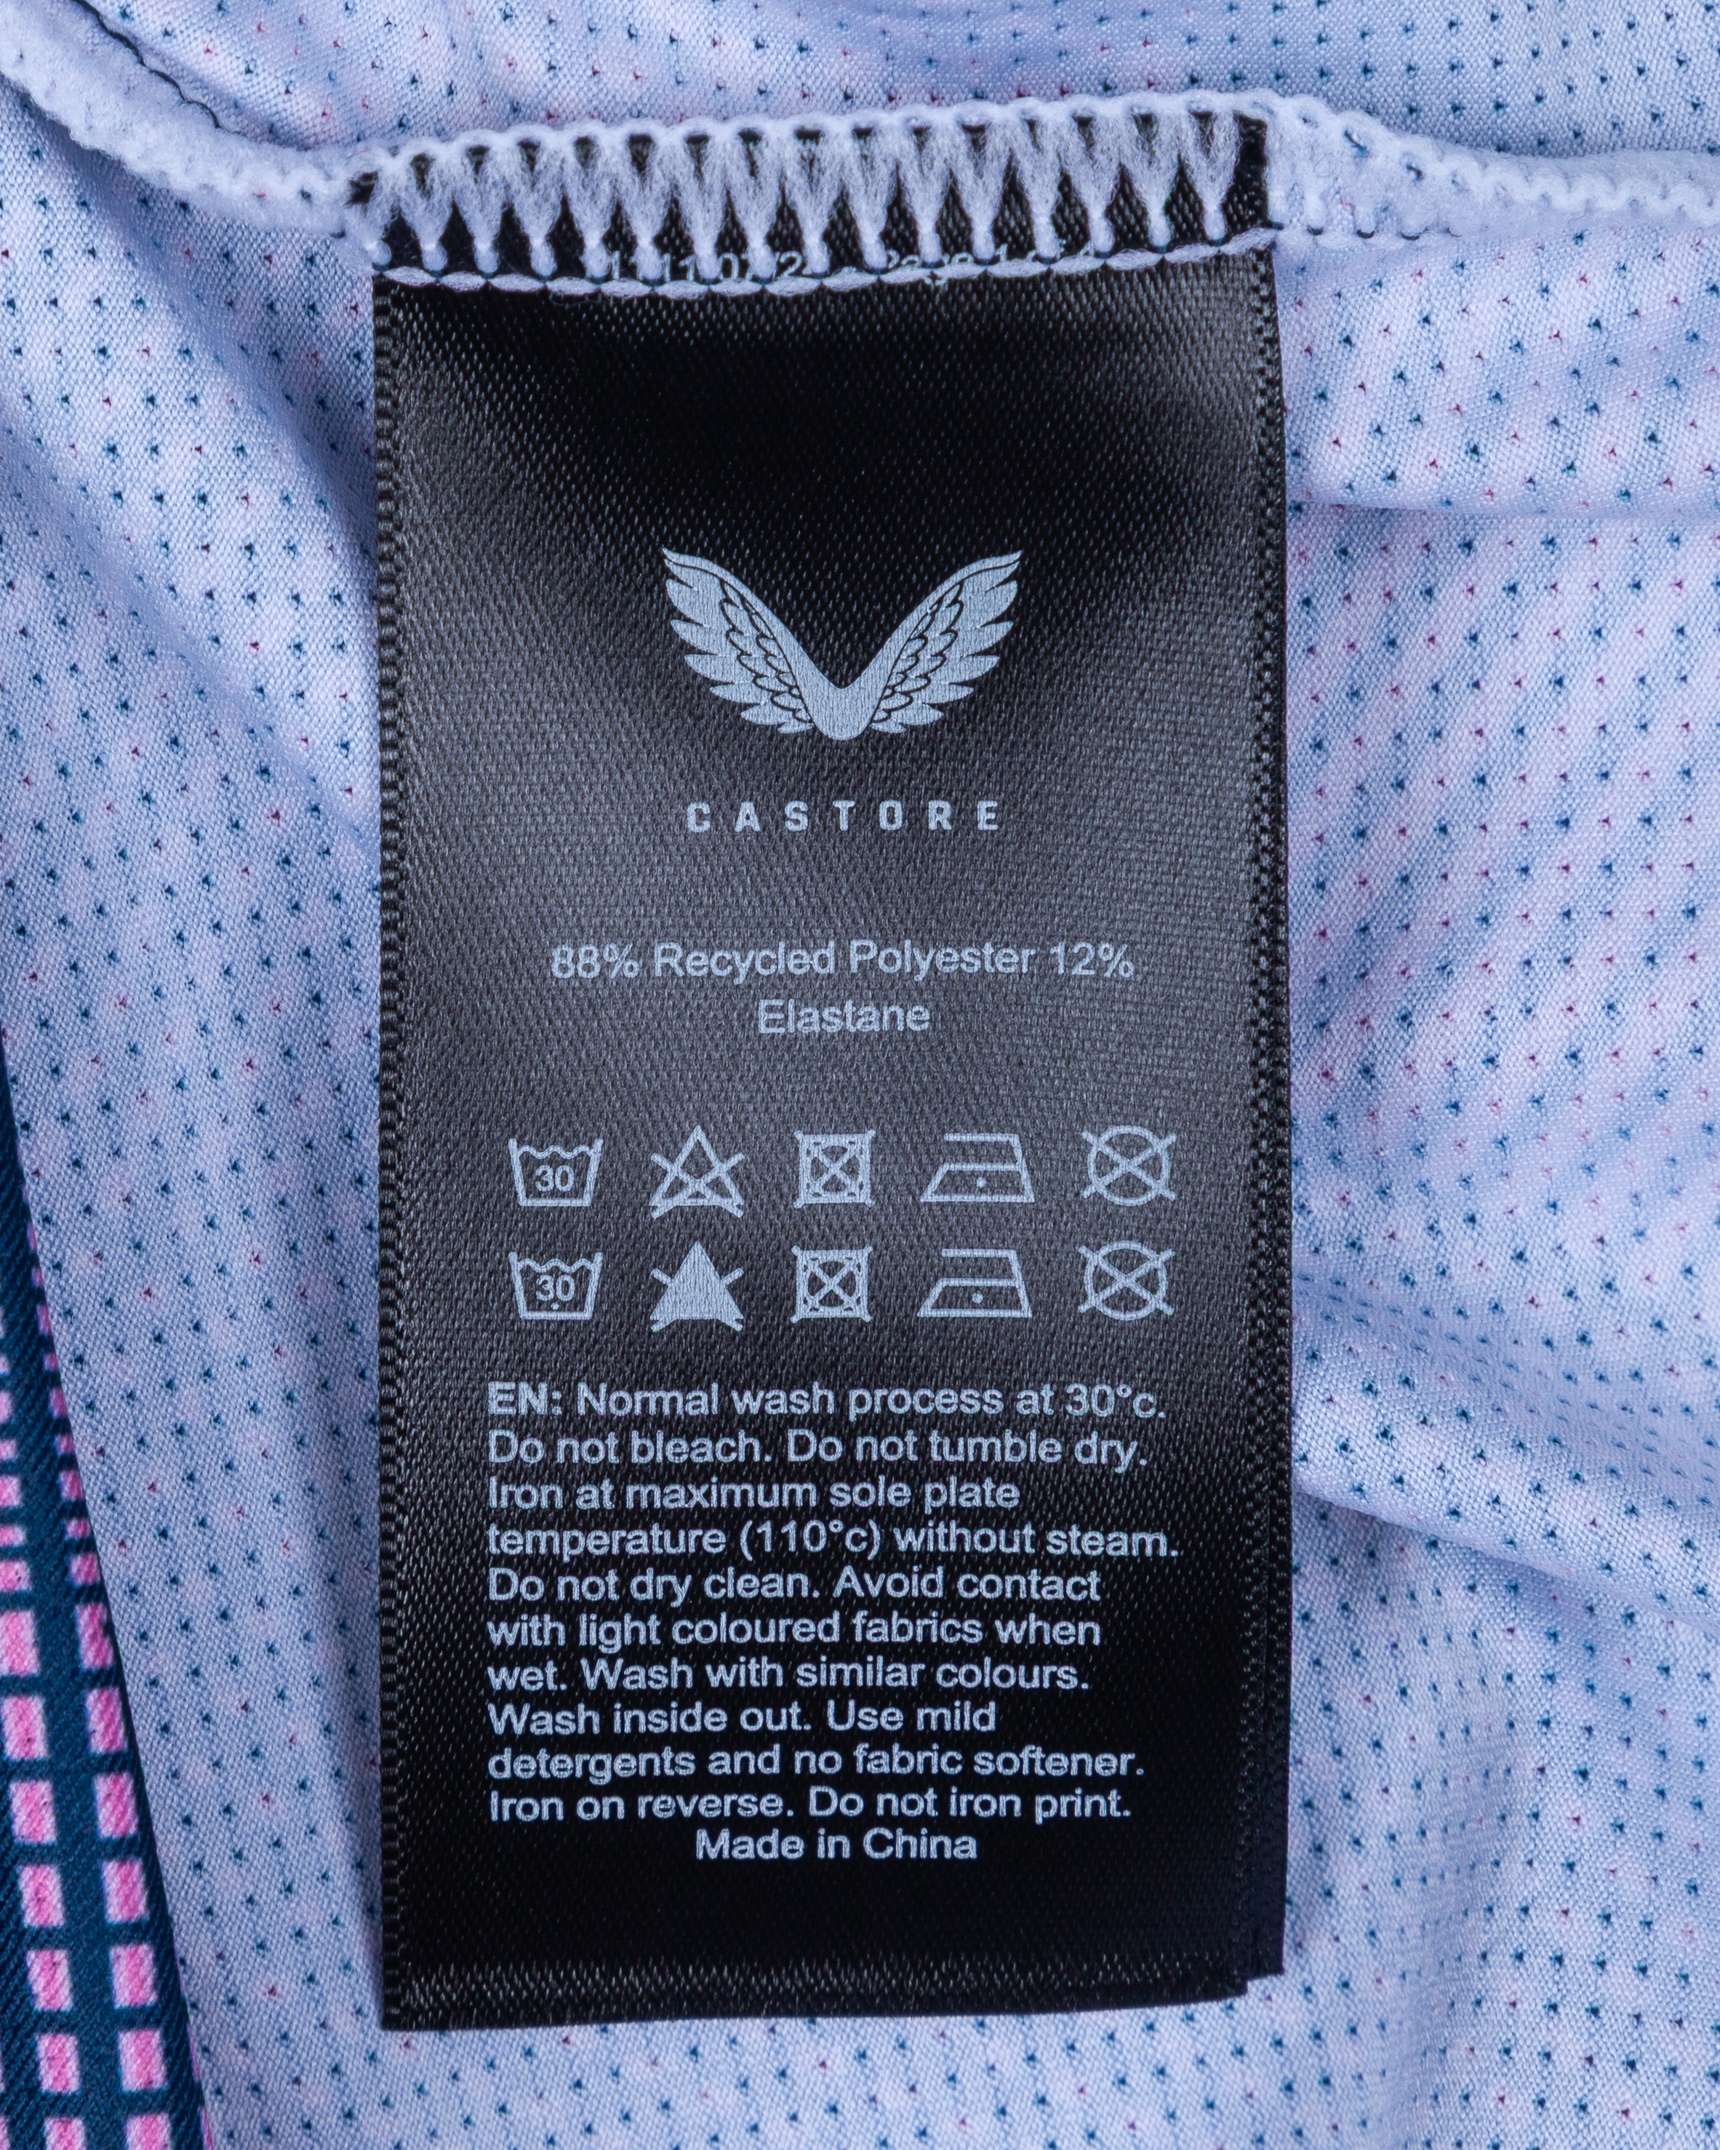 CASTORE
88% Recycled Polyester 12%
Elastane
30
30
EN: Normal wash process at 30°c.
Do not bleach. Do not tumble dry.
Iron at maximum sole plate
temperature (110°c) without steam.
Do not dry clean. Avoid contact
with light coloured fabrics when
wet. Wash with similar colours.
Wash inside out. Use mild
detergents and no fabric softener.
Iron on reverse. Do not iron print.
Made in China